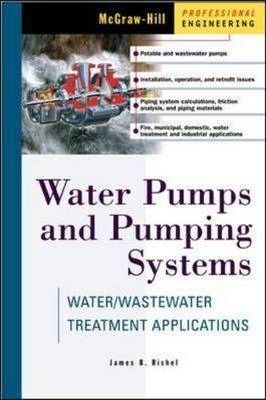 McGraw-Hill
PROFESSIONAL
ENGINEERING
Potable and wastewater pumps
Installation, operation, and retrofit issues
Piping system calculations, friction
analysis, and piping materials
Fire, municipal, domestic, water
treatment and industrial applications
Water Pumps
and Pumping
Systems
WATER/WASTEWATER
TREATMENT APPLICATIONS
James B. Rishel